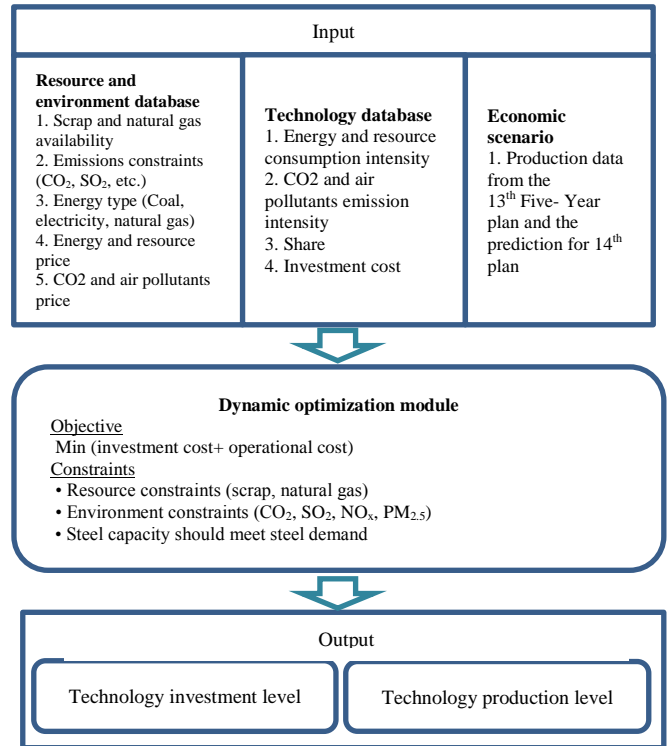 Input
Resource and
environment database
1. Scrap and natural gas
availability
2. Emissions constraints
(CO₂, SO₂, etc.)
3. Energy type (Coal,
electricity, natural gas)
4. Energy and resource
price
5. CO2 and air pollutants
price
Technology database
1. Energy and resource
consumption intensity
2. CO2 and air
pollutants emission
intensity
3. Share
4. Investment cost
Economic
scenario
1. Production data
from the
13th Five- Year
plan and the
prediction for 14th
plan
Dynamic optimization module
Objective
Min (investment cost+ operational cost)
Constraints
• Resource constraints (scrap, natural gas)
• Environment constraints (CO₂, SO₂, NOₓ, PM₂.₅)
• Steel capacity should meet steel demand
Output
Technology investment level
Technology production level